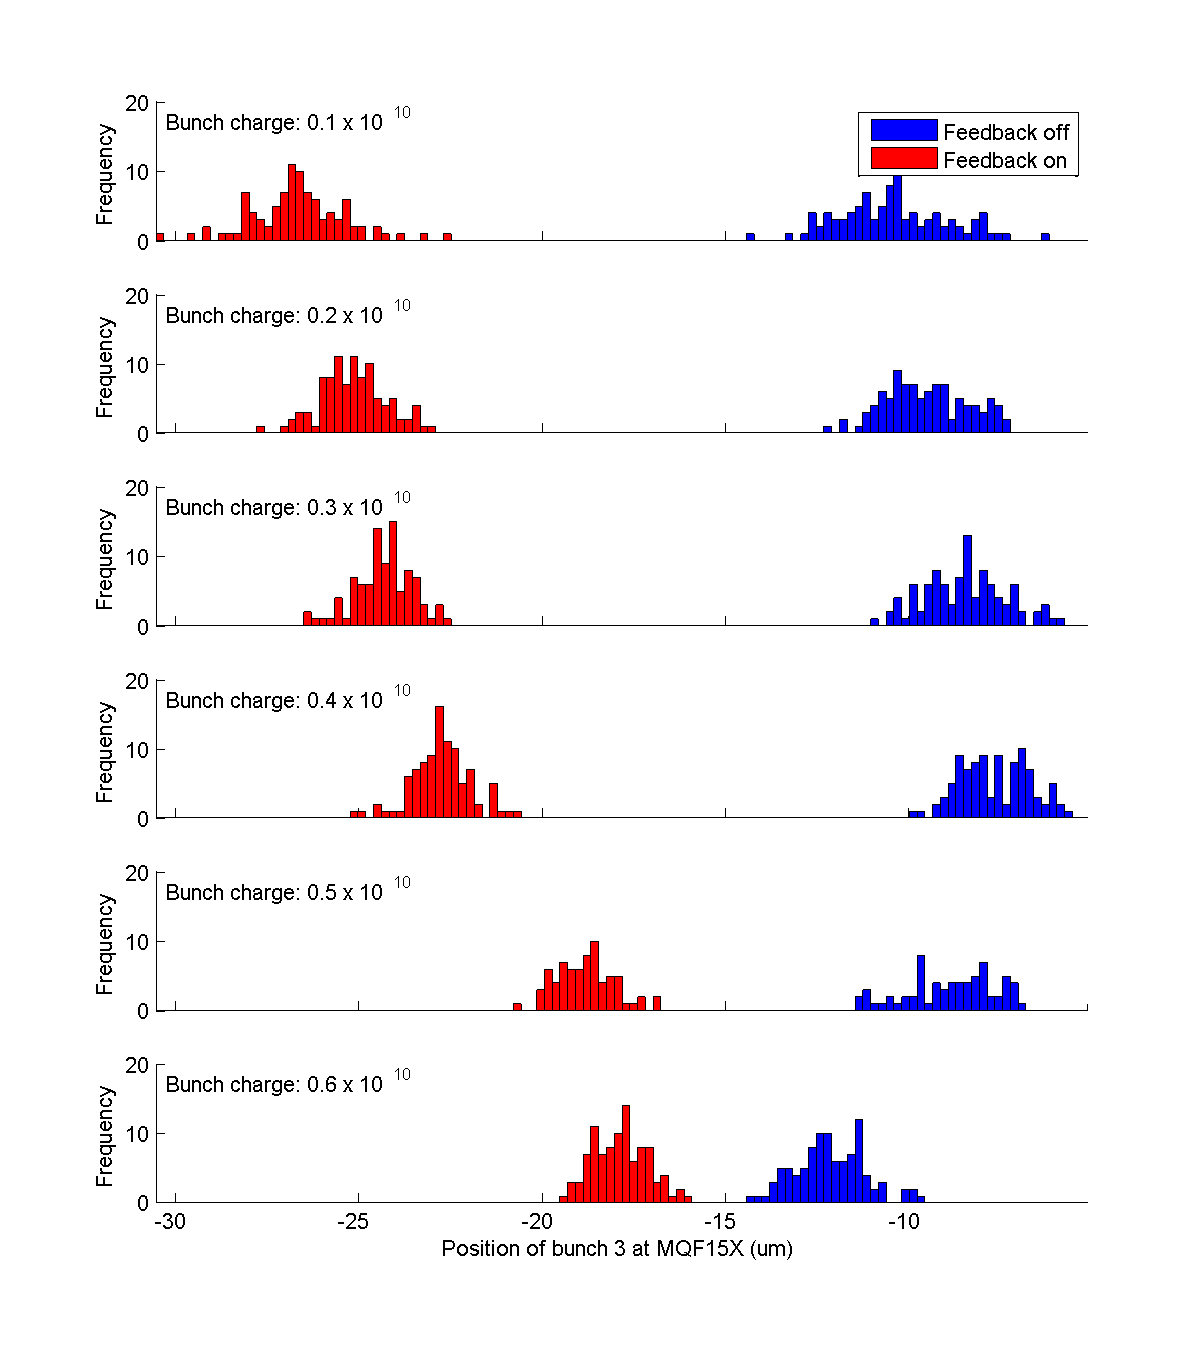 20
Bunch charge: 0.1 x 10 10
Feedback off
Feedback on
10
0
Frequency
20
Bunch charge: 0.2 x 10 10
10
0
Frequency
20
Bunch charge: 0.3 x 10 10
10
0
Frequency
20
Bunch charge: 0.4 x 10 10
10
0
Frequency
20
Bunch charge: 0.5 x 10 10
10
0
Frequency
20
Bunch charge: 0.6 x 10 10
10
0
Frequency
-30 -25 -20 -15 -10
Position of bunch 3 at MQF15X (um)